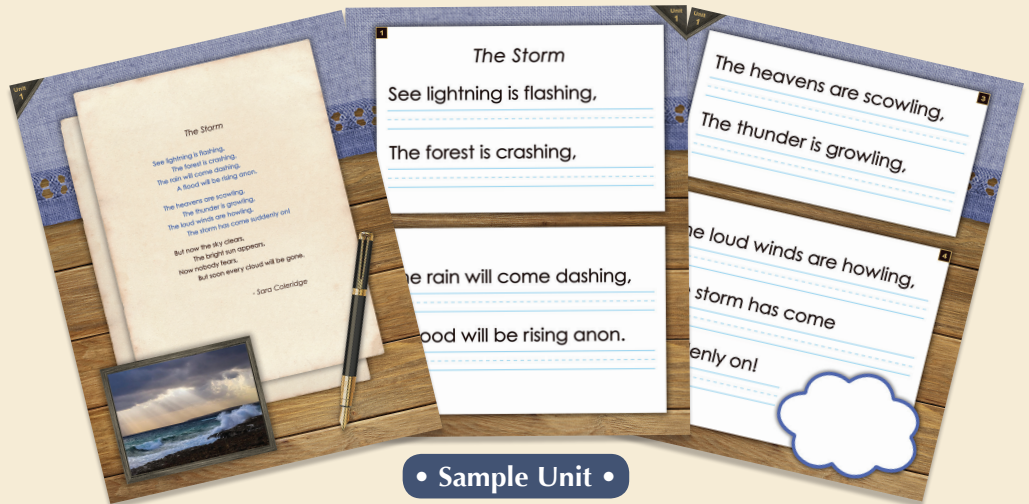 Unit
1
The Storm
See lightning is flashing,
The forest is crashing,
The rain will come dashing,
A flood will be rising anon.
The heavens are scowling,
The thunder is growling,
The loud winds are howling,
The storm has come suddenly on!
But now the sky clears,
The bright sun appears,
Now nobody fears,
But soon every cloud will be gone.
- Sara Coleridge
Unit
1
1
The Storm
See lightning is flashing,
The forest is crashing,
he rain will come dashing,
ood will be rising anon.
Unit
1
3
The heavens are scowling,
The thunder is growling,
4
he loud winds are howling,
storm has come
enly on!
• Sample Unit •